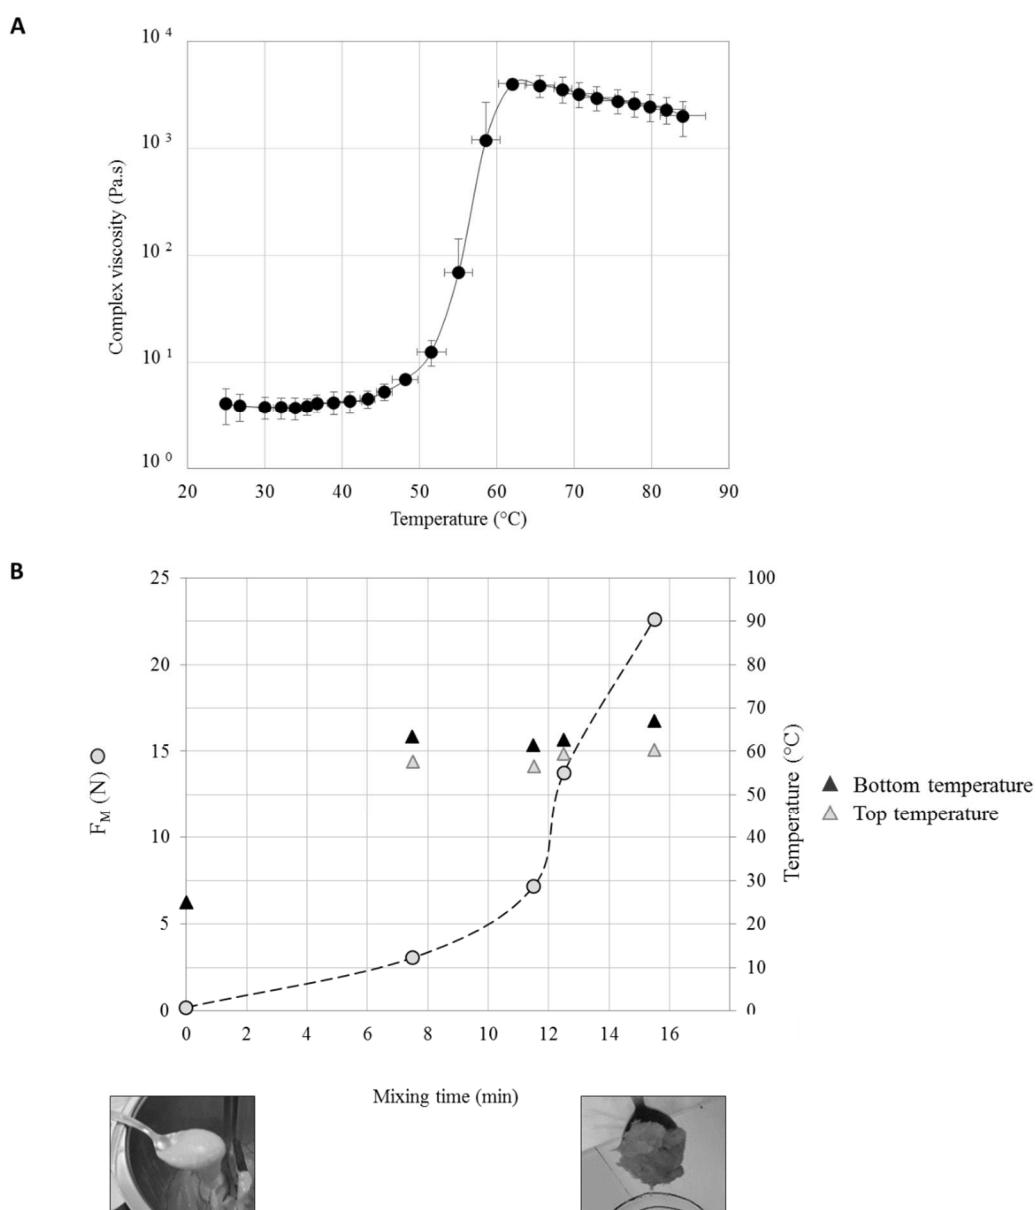 A
10 4
10 3
10 2
10 1
10 0
Complex viscosity (Pa.s)
20 30 40 50 60 70 80 90
Temperature (°C)
B
25
20
15
10
5
0
F_M (N)
100
90
80
70
60
50
40
30
20
10
0
Temperature (°C)
Bottom temperature
Top temperature
0 2 4 6 8 10 12 14 16
Mixing time (min)